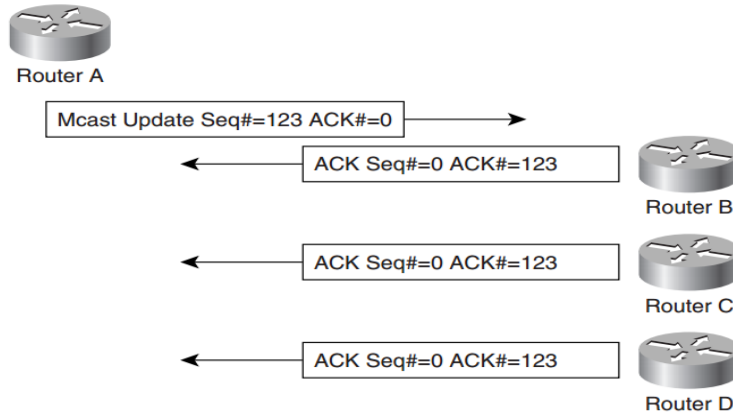 Router A
Mcast Update Seq#=123 ACK#=0
ACK Seq#=0 ACK#=123
Router B
ACK Seq#=0 ACK#=123
Router C
ACK Seq#=0 ACK#=123
Router D